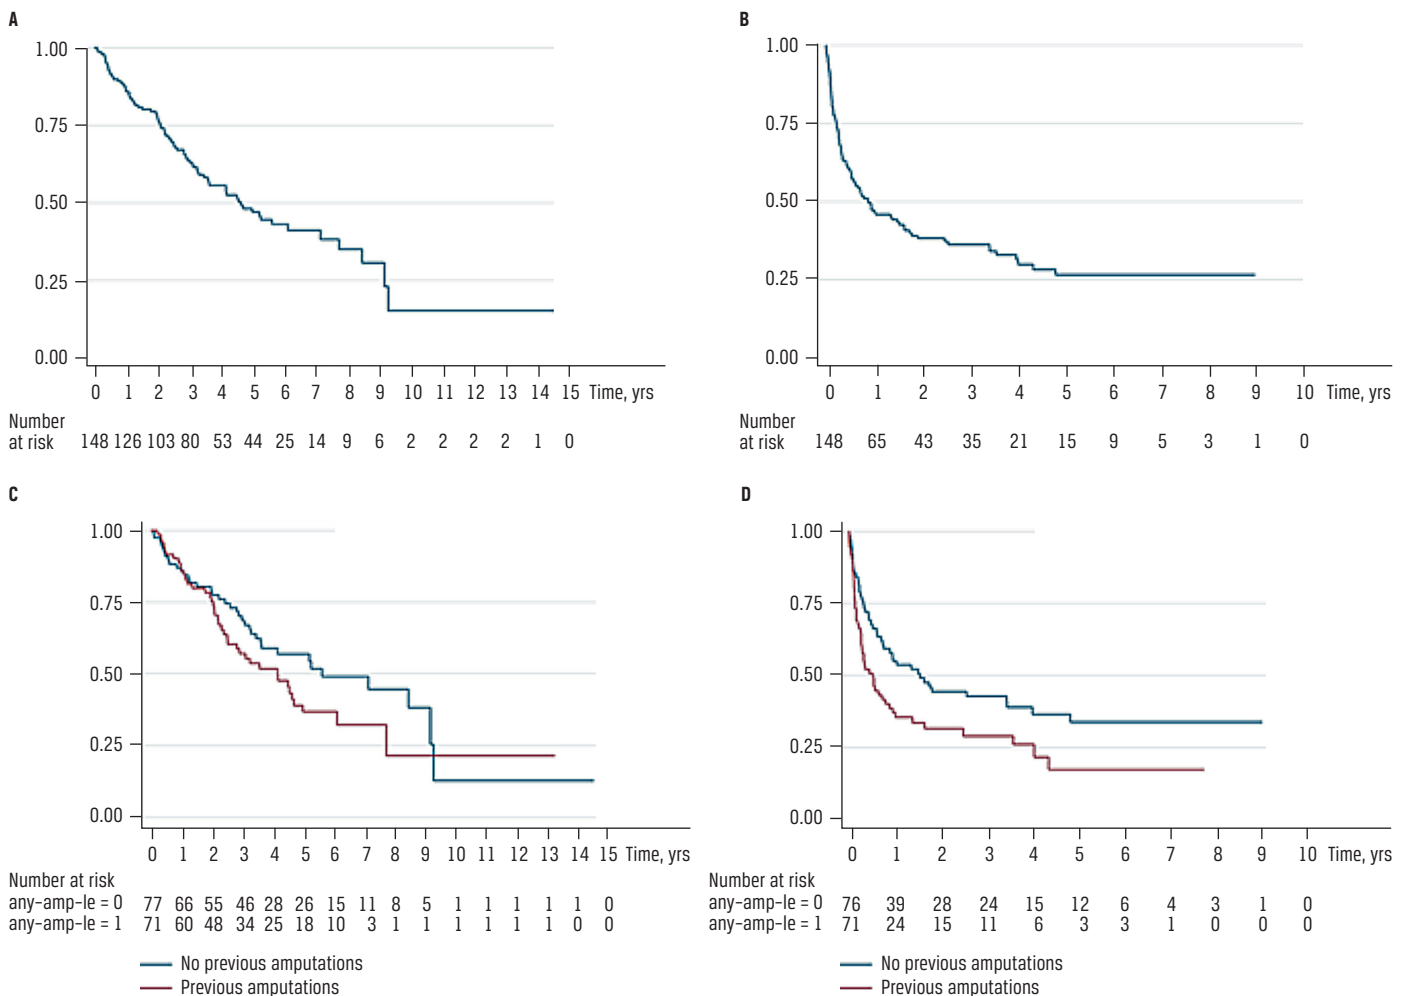 A
1.00
0.75
0.50
0.25
0.00
0 1 2 3 4 5 6 7 8 9 10 11 12 13 14 15 Time, yrs
Number
at risk 148 126 103 80 53 44 25 14 9 6 2 2 2 2 1 0
B
1.00
0.75
0.50
0.25
0.00
0 1 2 3 4 5 6 7 8 9 10 Time, yrs
Number
at risk 148 65 43 35 21 15 9 5 3 1 0
C
1.00
0.75
0.50
0.25
0.00
0 1 2 3 4 5 6 7 8 9 10 11 12 13 14 15 Time, yrs
Number at risk
any-amp-le = 0 77 66 55 46 28 26 15 11 8 5 1 1 1 1 1 0
any-amp-le = 1 71 60 48 34 25 18 10 3 1 1 1 1 1 1 0 0
No previous amputations
Previous amputations
D
1.00
0.75
0.50
0.25
0.00
0 1 2 3 4 5 6 7 8 9 10 Time, yrs
Number at risk
any-amp-le = 0 76 39 28 24 15 12 6 4 3 1 0
any-amp-le = 1 71 24 15 11 6 3 3 1 0 0 0
No previous amputations
Previous amputations